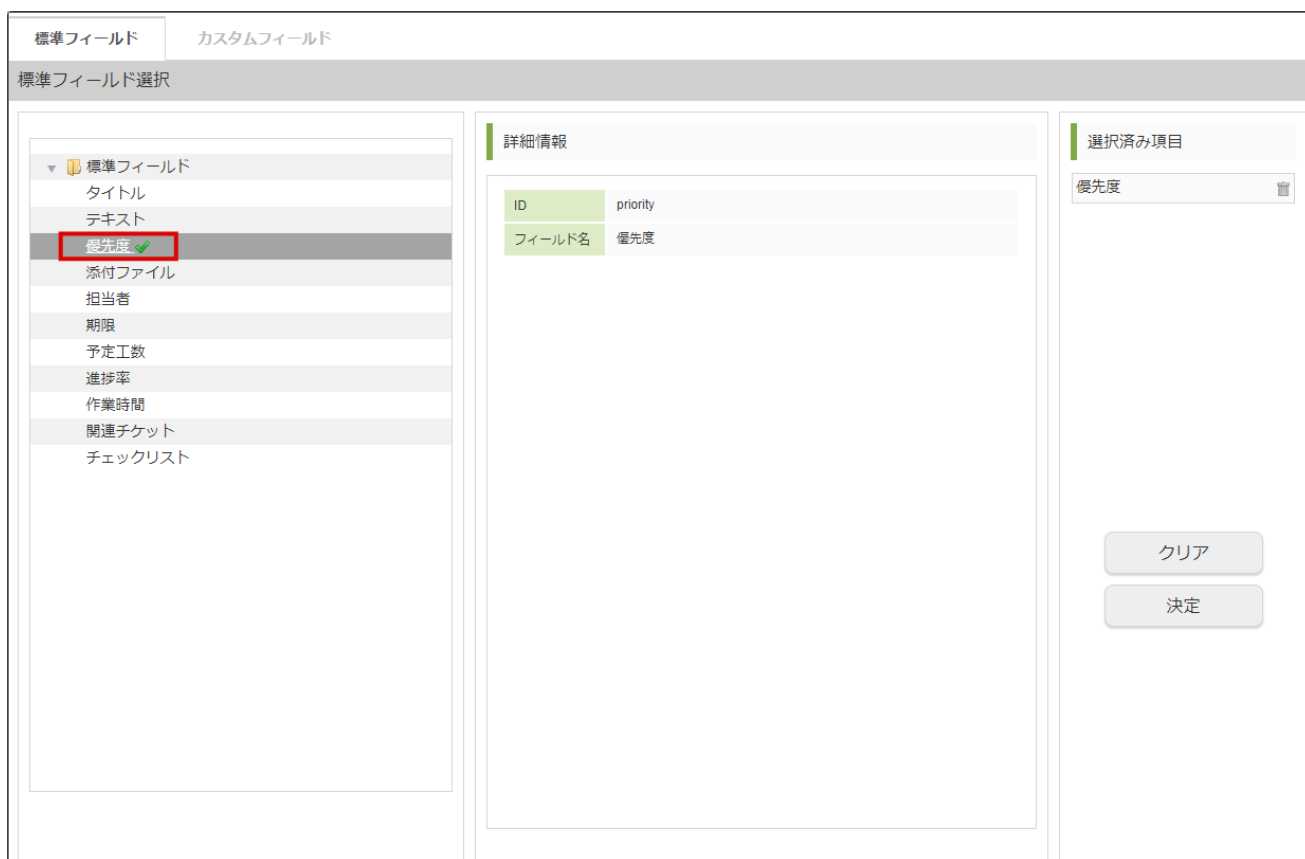 標準フィールド
カスタムフィールド
標準フィールド選択
標準フィールド
タイトル
テキスト
優先度
添付ファイル
担当者
期限
予定工数
進捗率
作業時間
関連チケット
チェックリスト
詳細情報
ID priority
フィールド名 優先度
選択済み項目
優先度
クリア
決定